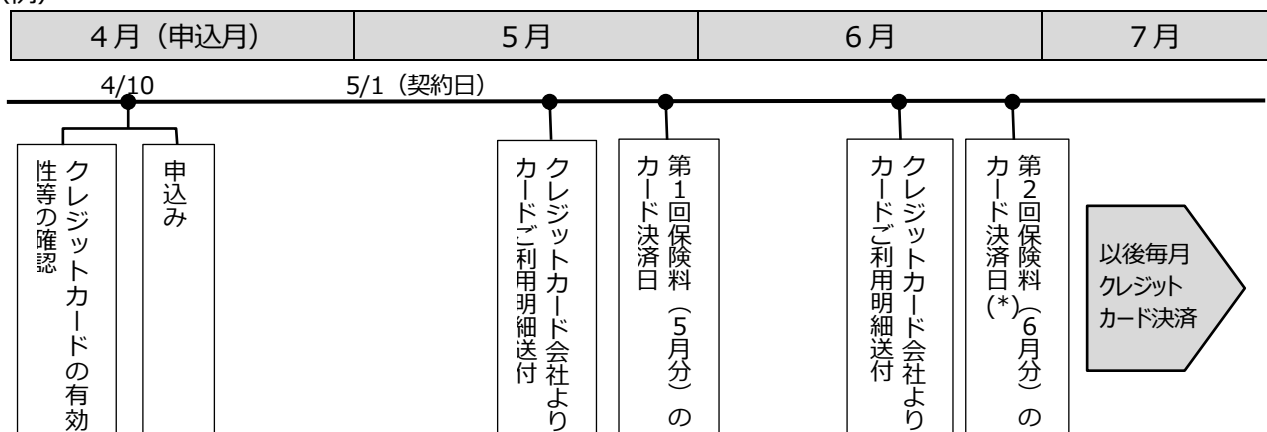 ４月（申込月）
５月
６月
７月
4/10
5/1（契約日）
クレジットカードの有効
性等の確認
申込み
クレジットカード会社より
カードご利用明細送付
第１回保険料（５月分）の
カード決済日
クレジットカード会社より
カードご利用明細送付
第２回保険料（６月分）の
カード決済日(*)
以後毎月
クレジット
カード決済